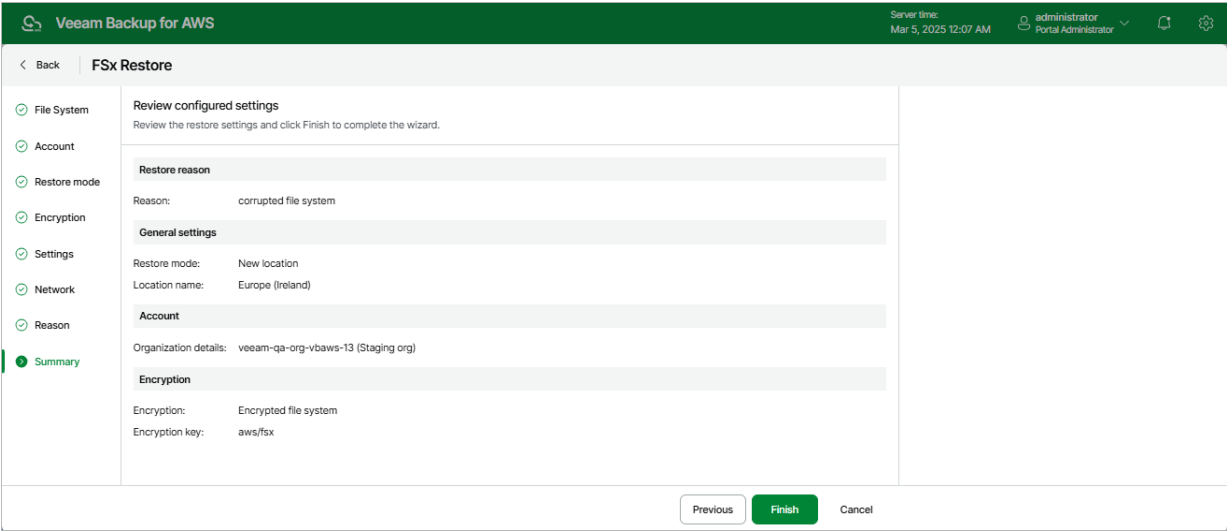 Veeam Backup for AWS
Server time:
Mar 5, 2025 12:07 AM
administrator
Portal Administrator
Back
FSx Restore
File System
Account
Restore mode
Encryption
Settings
Network
Reason
Summary
Review configured settings
Review the restore settings and click Finish to complete the wizard.
Restore reason
Reason: corrupted file system
General settings
Restore mode: New location
Location name: Europe (Ireland)
Account
Organization details: veeam-qa-org-vbaws-13 (Staging org)
Encryption
Encryption: Encrypted file system
Encryption key: aws/fsx
Previous Finish Cancel